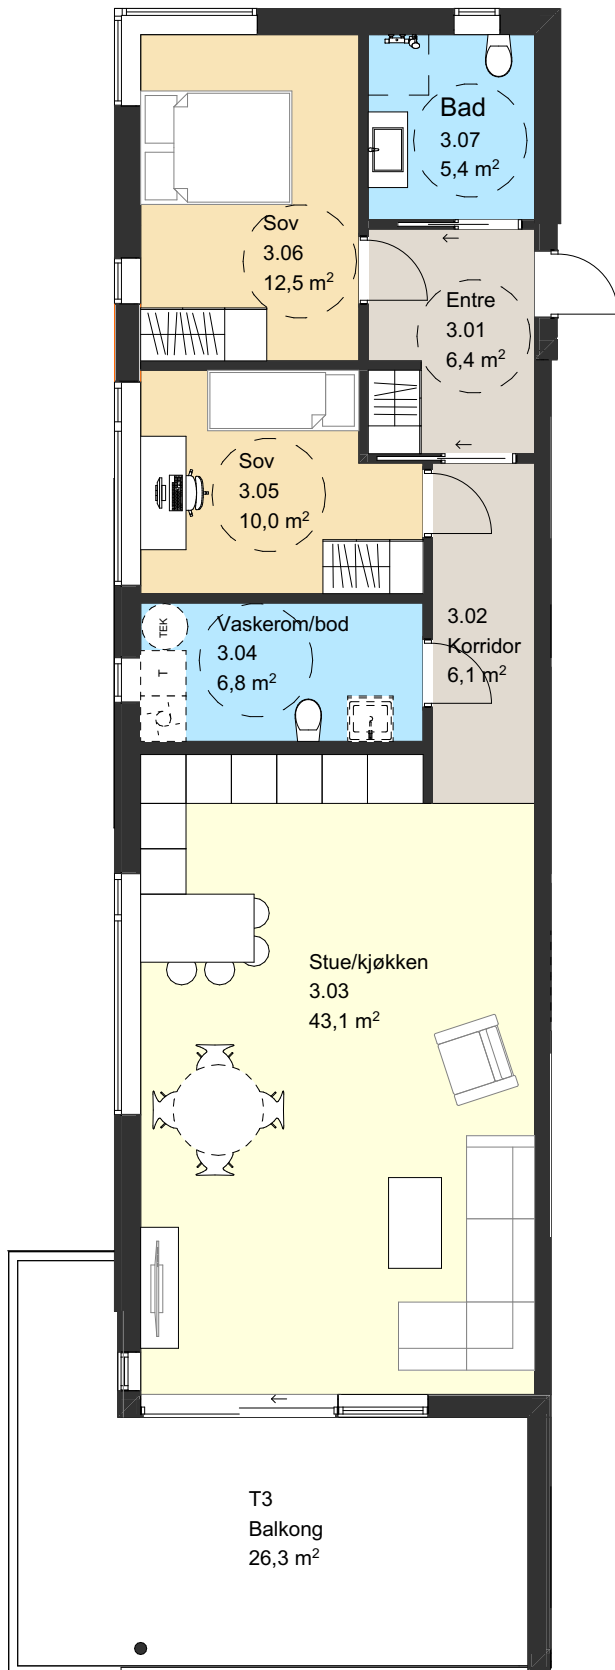 Bad
3.07
5,4 m²
Sov
3.06
12,5 m²
Entre
3.01
6,4 m²
Sov
3.05
10,0 m²
Vaskerom/bod
3.04
6,8 m²
TEK
T
3.02
Korridor
6,1 m²
Stue/kjøkken
3.03
43,1 m²
T3
Balkong
26,3 m²